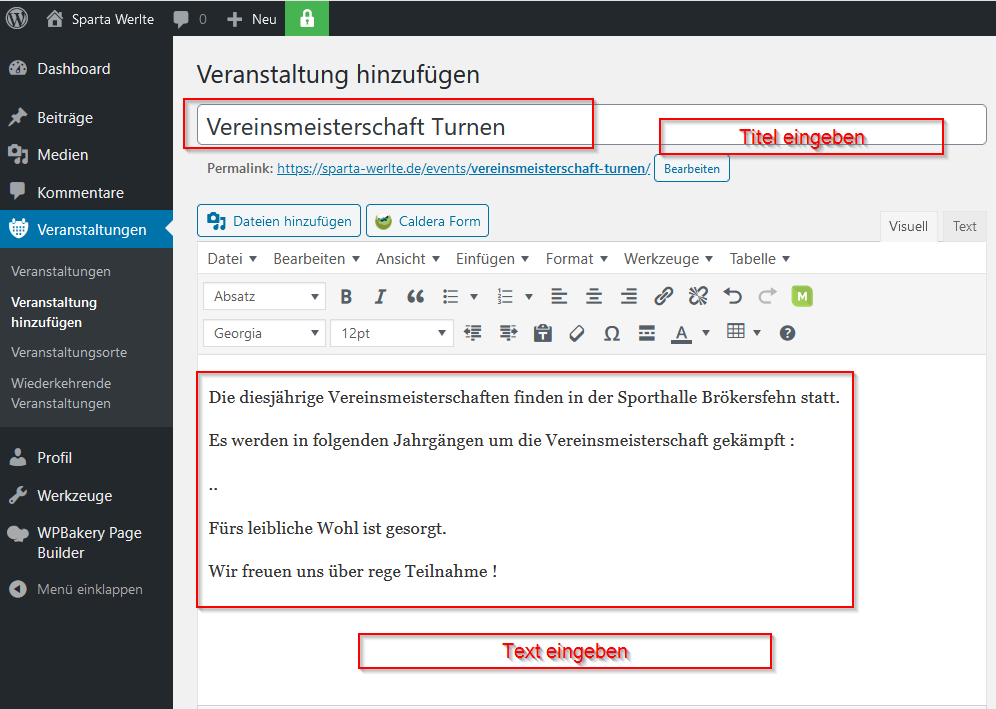 Sparta Werlte 0 Neu
Dashboard
Beiträge
Medien
Kommentare
Veranstaltungen
Veranstaltungen
Veranstaltung
hinzufügen
Veranstaltungsorte
Wiederkehrende
Veranstaltungen
Profil
Werkzeuge
WPBakery Page
Builder
Menü einklappen
Veranstaltung hinzufügen
Vereinsmeisterschaft Turnen
Titel eingeben
Permalink: https://sparta-werlte.de/events/vereinsmeisterschaft-turnen/ Bearbeiten
Dateien hinzufügen Caldera Form
Visuell Text
Datei Bearbeiten Ansicht Einfügen Format Werkzeuge Tabelle
Absatz B I M
Georgia 12pt Ω A ?
Die diesjährige Vereinsmeisterschaften finden in der Sporthalle Brökersfehn statt.
Es werden in folgenden Jahrgängen um die Vereinsmeisterschaft gekämpft :
..
Fürs leibliche Wohl ist gesorgt.
Wir freuen uns über rege Teilnahme !
Text eingeben